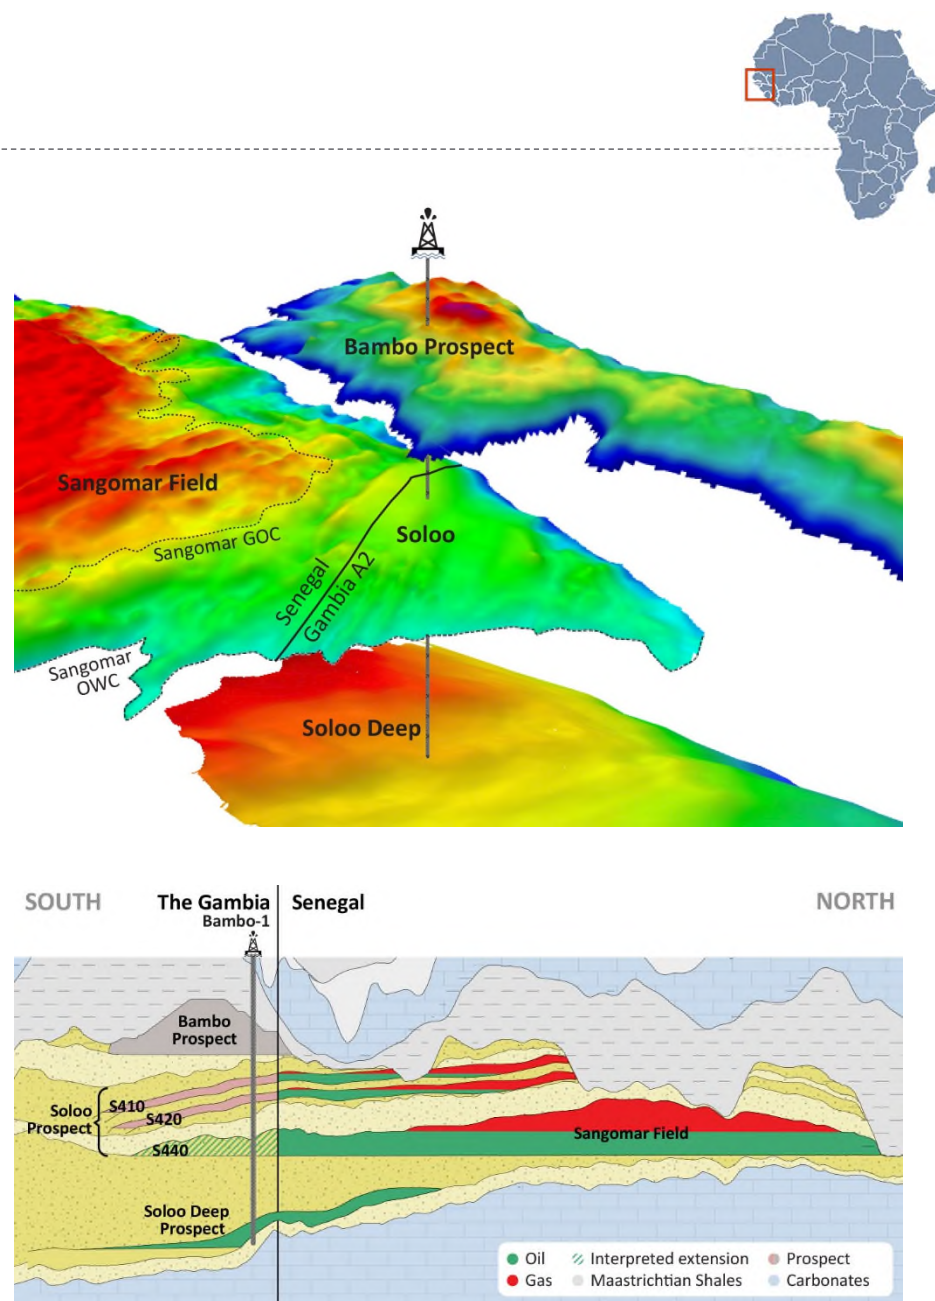 Bambo Prospect
Sangomar Field
Sangomar GOC
Soloo
Senegal
Gambia A2
Sangomar
OWC
Soloo Deep
SOUTH
The Gambia
Senegal
NORTH
Bambo-1
Bambo
Prospect
Soloo
Prospect
S410
S420
S440
Sangomar Field
Soloo Deep
Prospect
Oil
Interpreted extension
Prospect
Gas
Maastrichtian Shales
Carbonates